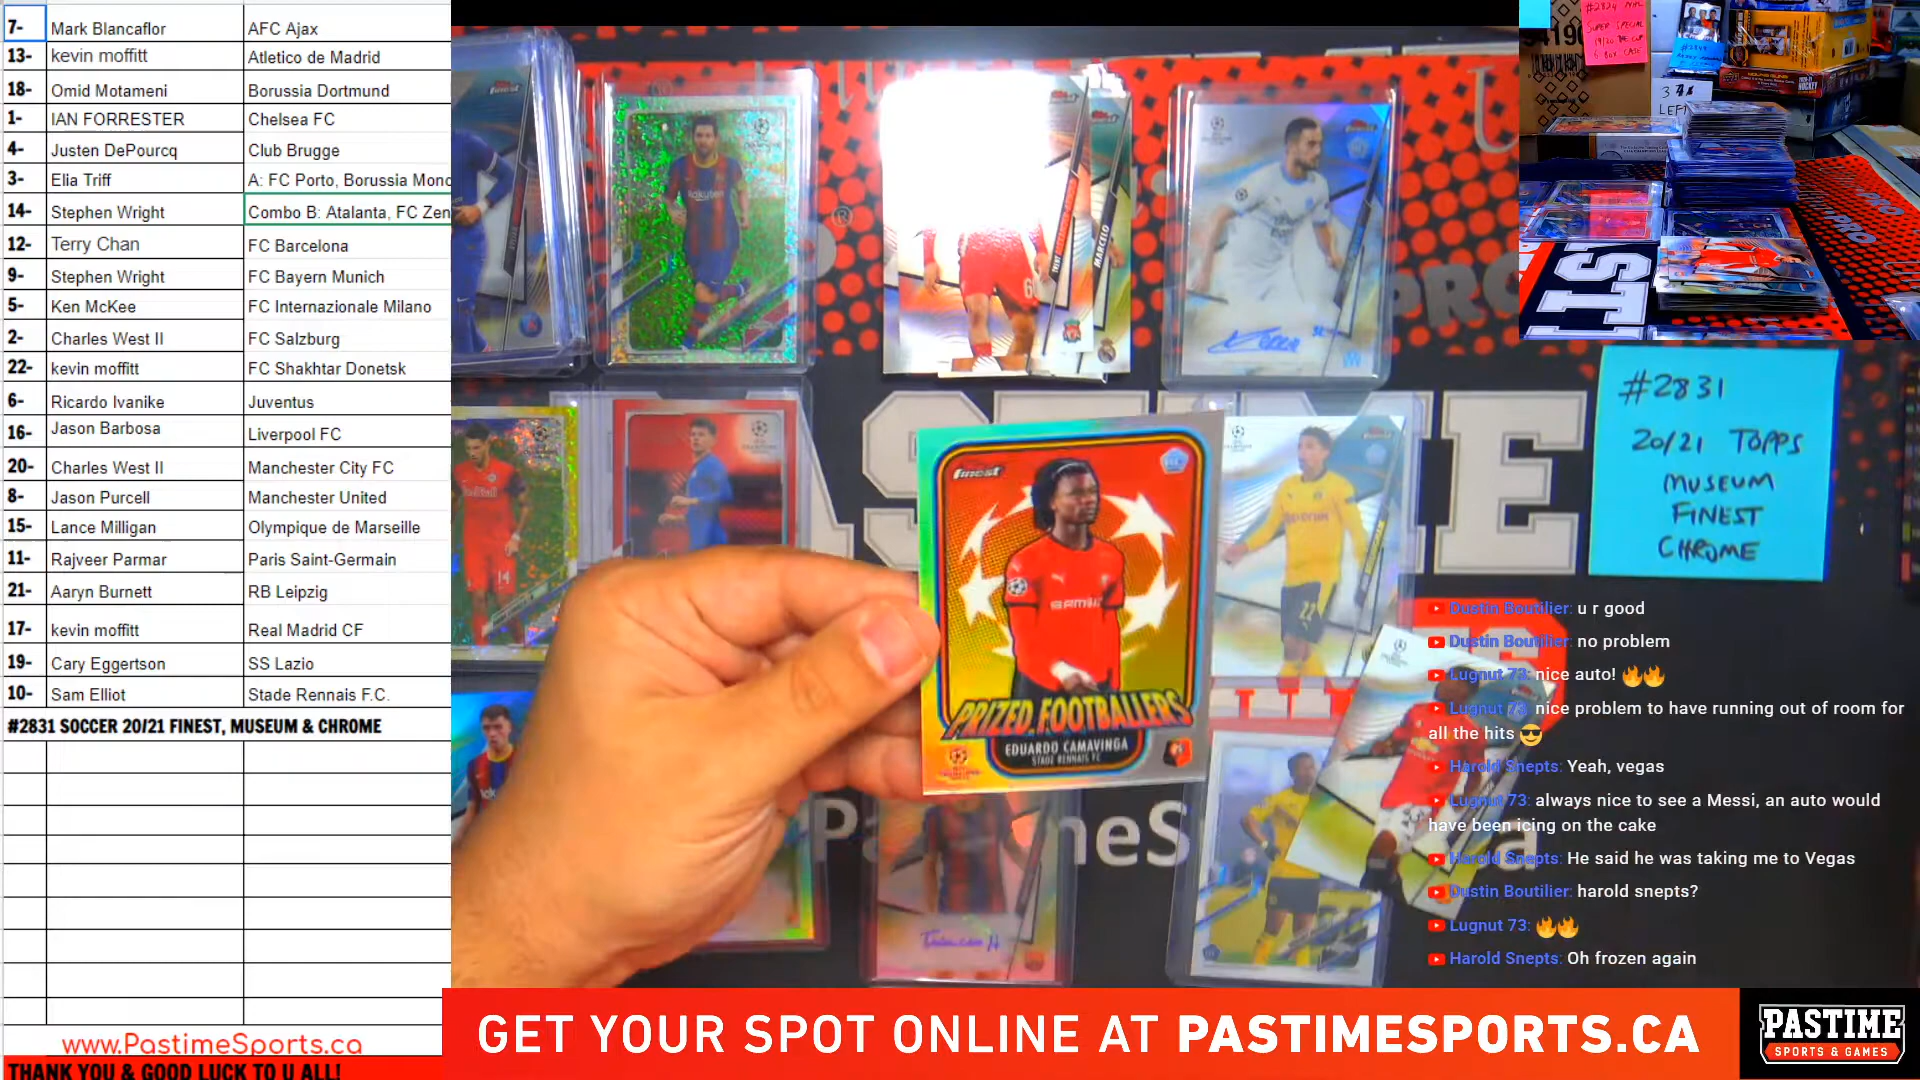 7- Mark Blancaflor AFC Ajax
13- kevin moffitt Atletico de Madrid
18- Omid Motameni Borussia Dortmund
1- IAN FORRESTER Chelsea FC
4- Justen DePourcq Club Brugge
3- Elia Triff A: FC Porto, Borussia Monc
14- Stephen Wright Combo B: Atalanta, FC Zen
12- Terry Chan FC Barcelona
9- Stephen Wright FC Bayern Munich
5- Ken McKee FC Internazionale Milano
2- Charles West II FC Salzburg
22- kevin moffitt FC Shakhtar Donetsk
6- Ricardo Ivanike Juventus
16- Jason Barbosa Liverpool FC
20- Charles West II Manchester City FC
8- Jason Purcell Manchester United
15- Lance Milligan Olympique de Marseille
11- Rajveer Parmar Paris Saint-Germain
21- Aaryn Burnett RB Leipzig
17- kevin moffitt Real Madrid CF
19- Cary Eggertson SS Lazio
10- Sam Elliot Stade Rennais F.C.
#2831 SOCCER 20/21 FINEST, MUSEUM & CHROME
www.PastimeSports.ca
THANK YOU & GOOD LUCK TO U ALL!
Rakuten
MARCELO
finest
PRIZED FOOTBALLERS
EDUARDO CAMAVINGA
STADE RENNAIS FC
#2831
20/21 TOPPS
MUSEUM
FINEST
CHROME
Dustin Boutilier: u r good
Dustin Boutilier: no problem
Lugnut 73: nice auto! 🔥🔥
Lugnut 73: nice problem to have running out of room for
all the hits 😎
Harold Snepts: Yeah, vegas
Lugnut 73: always nice to see a Messi, an auto would
have been icing on the cake
Harold Snepts: He said he was taking me to Vegas
Dustin Boutilier: harold snepts?
Lugnut 73: 🔥🔥
Harold Snepts: Oh frozen again
GET YOUR SPOT ONLINE AT PASTIMESPORTS.CA
PASTIME
SPORTS & GAMES